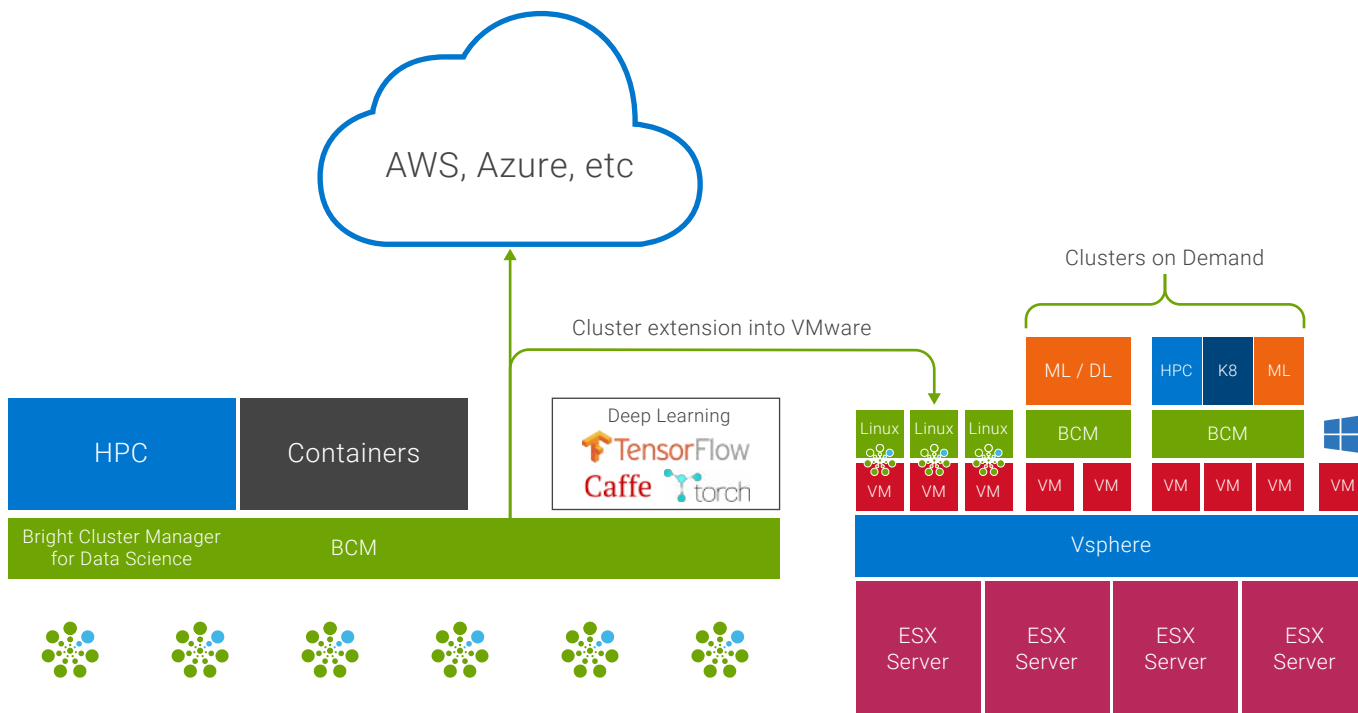 AWS, Azure, etc
Clusters on Demand
Cluster extension into VMware
HPC
Containers
Deep Learning
TensorFlow
Caffe torch
Bright Cluster Manager
for Data Science
BCM
ML / DL
HPC K8 ML
Linux Linux Linux
BCM
BCM
VM VM VM VM VM VM VM VM VM
Vsphere
ESX
Server
ESX
Server
ESX
Server
ESX
Server